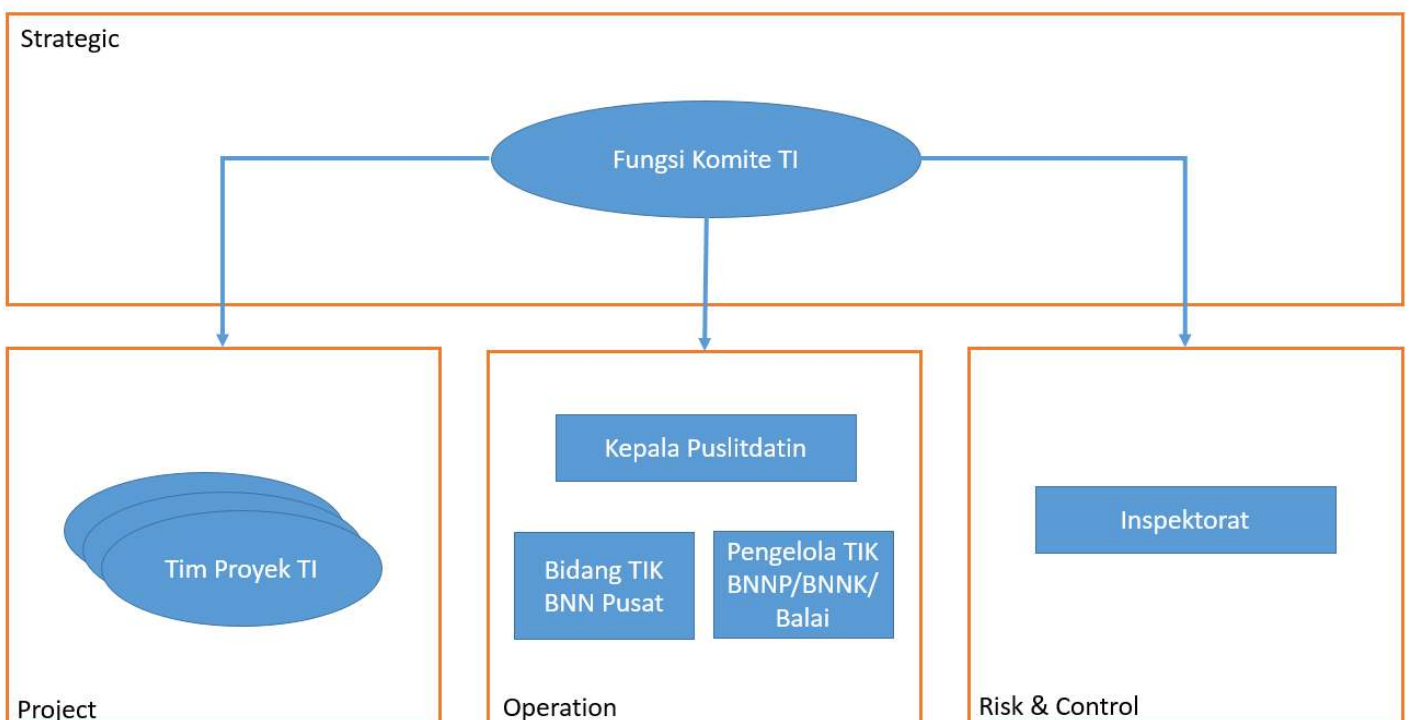 Strategic
Fungsi Komite TI
Tim Proyek TI
Project
Kepala Puslitdatin
Bidang TIK
BNN Pusat
Pengelola TIK
BNNP/BNNK/
Balai
Operation
Inspektorat
Risk & Control